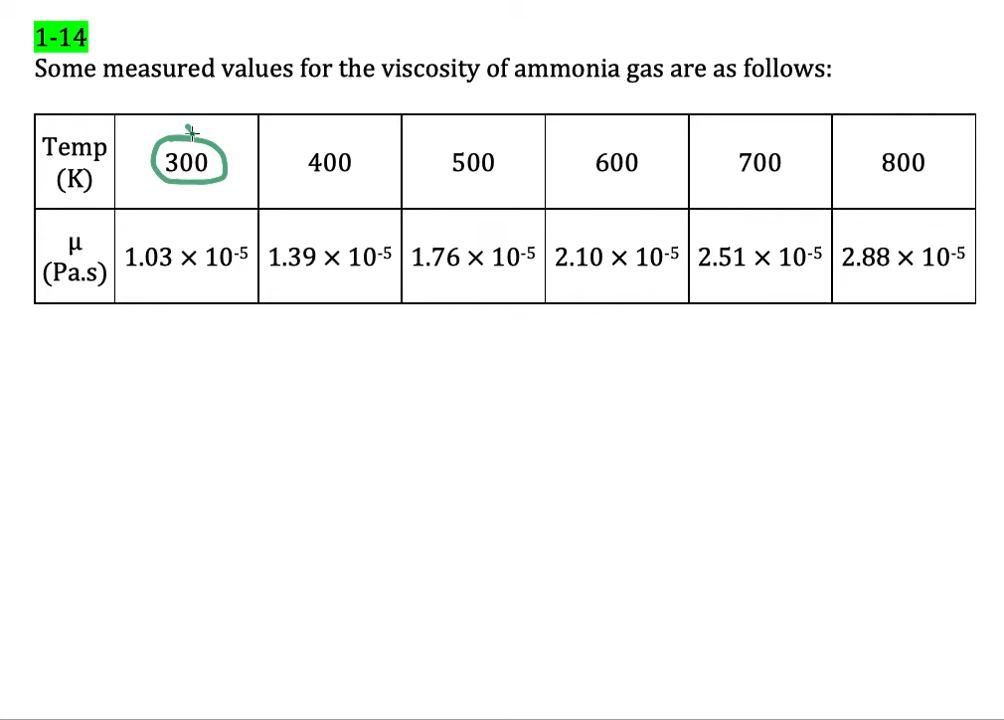 1-14
Some measured values for the viscosity of ammonia gas are as follows:
Temp (K) 300 400 500 600 700 800
μ (Pa.s) 1.03 × 10-5 1.39 × 10-5 1.76 × 10-5 2.10 × 10-5 2.51 × 10-5 2.88 × 10-5